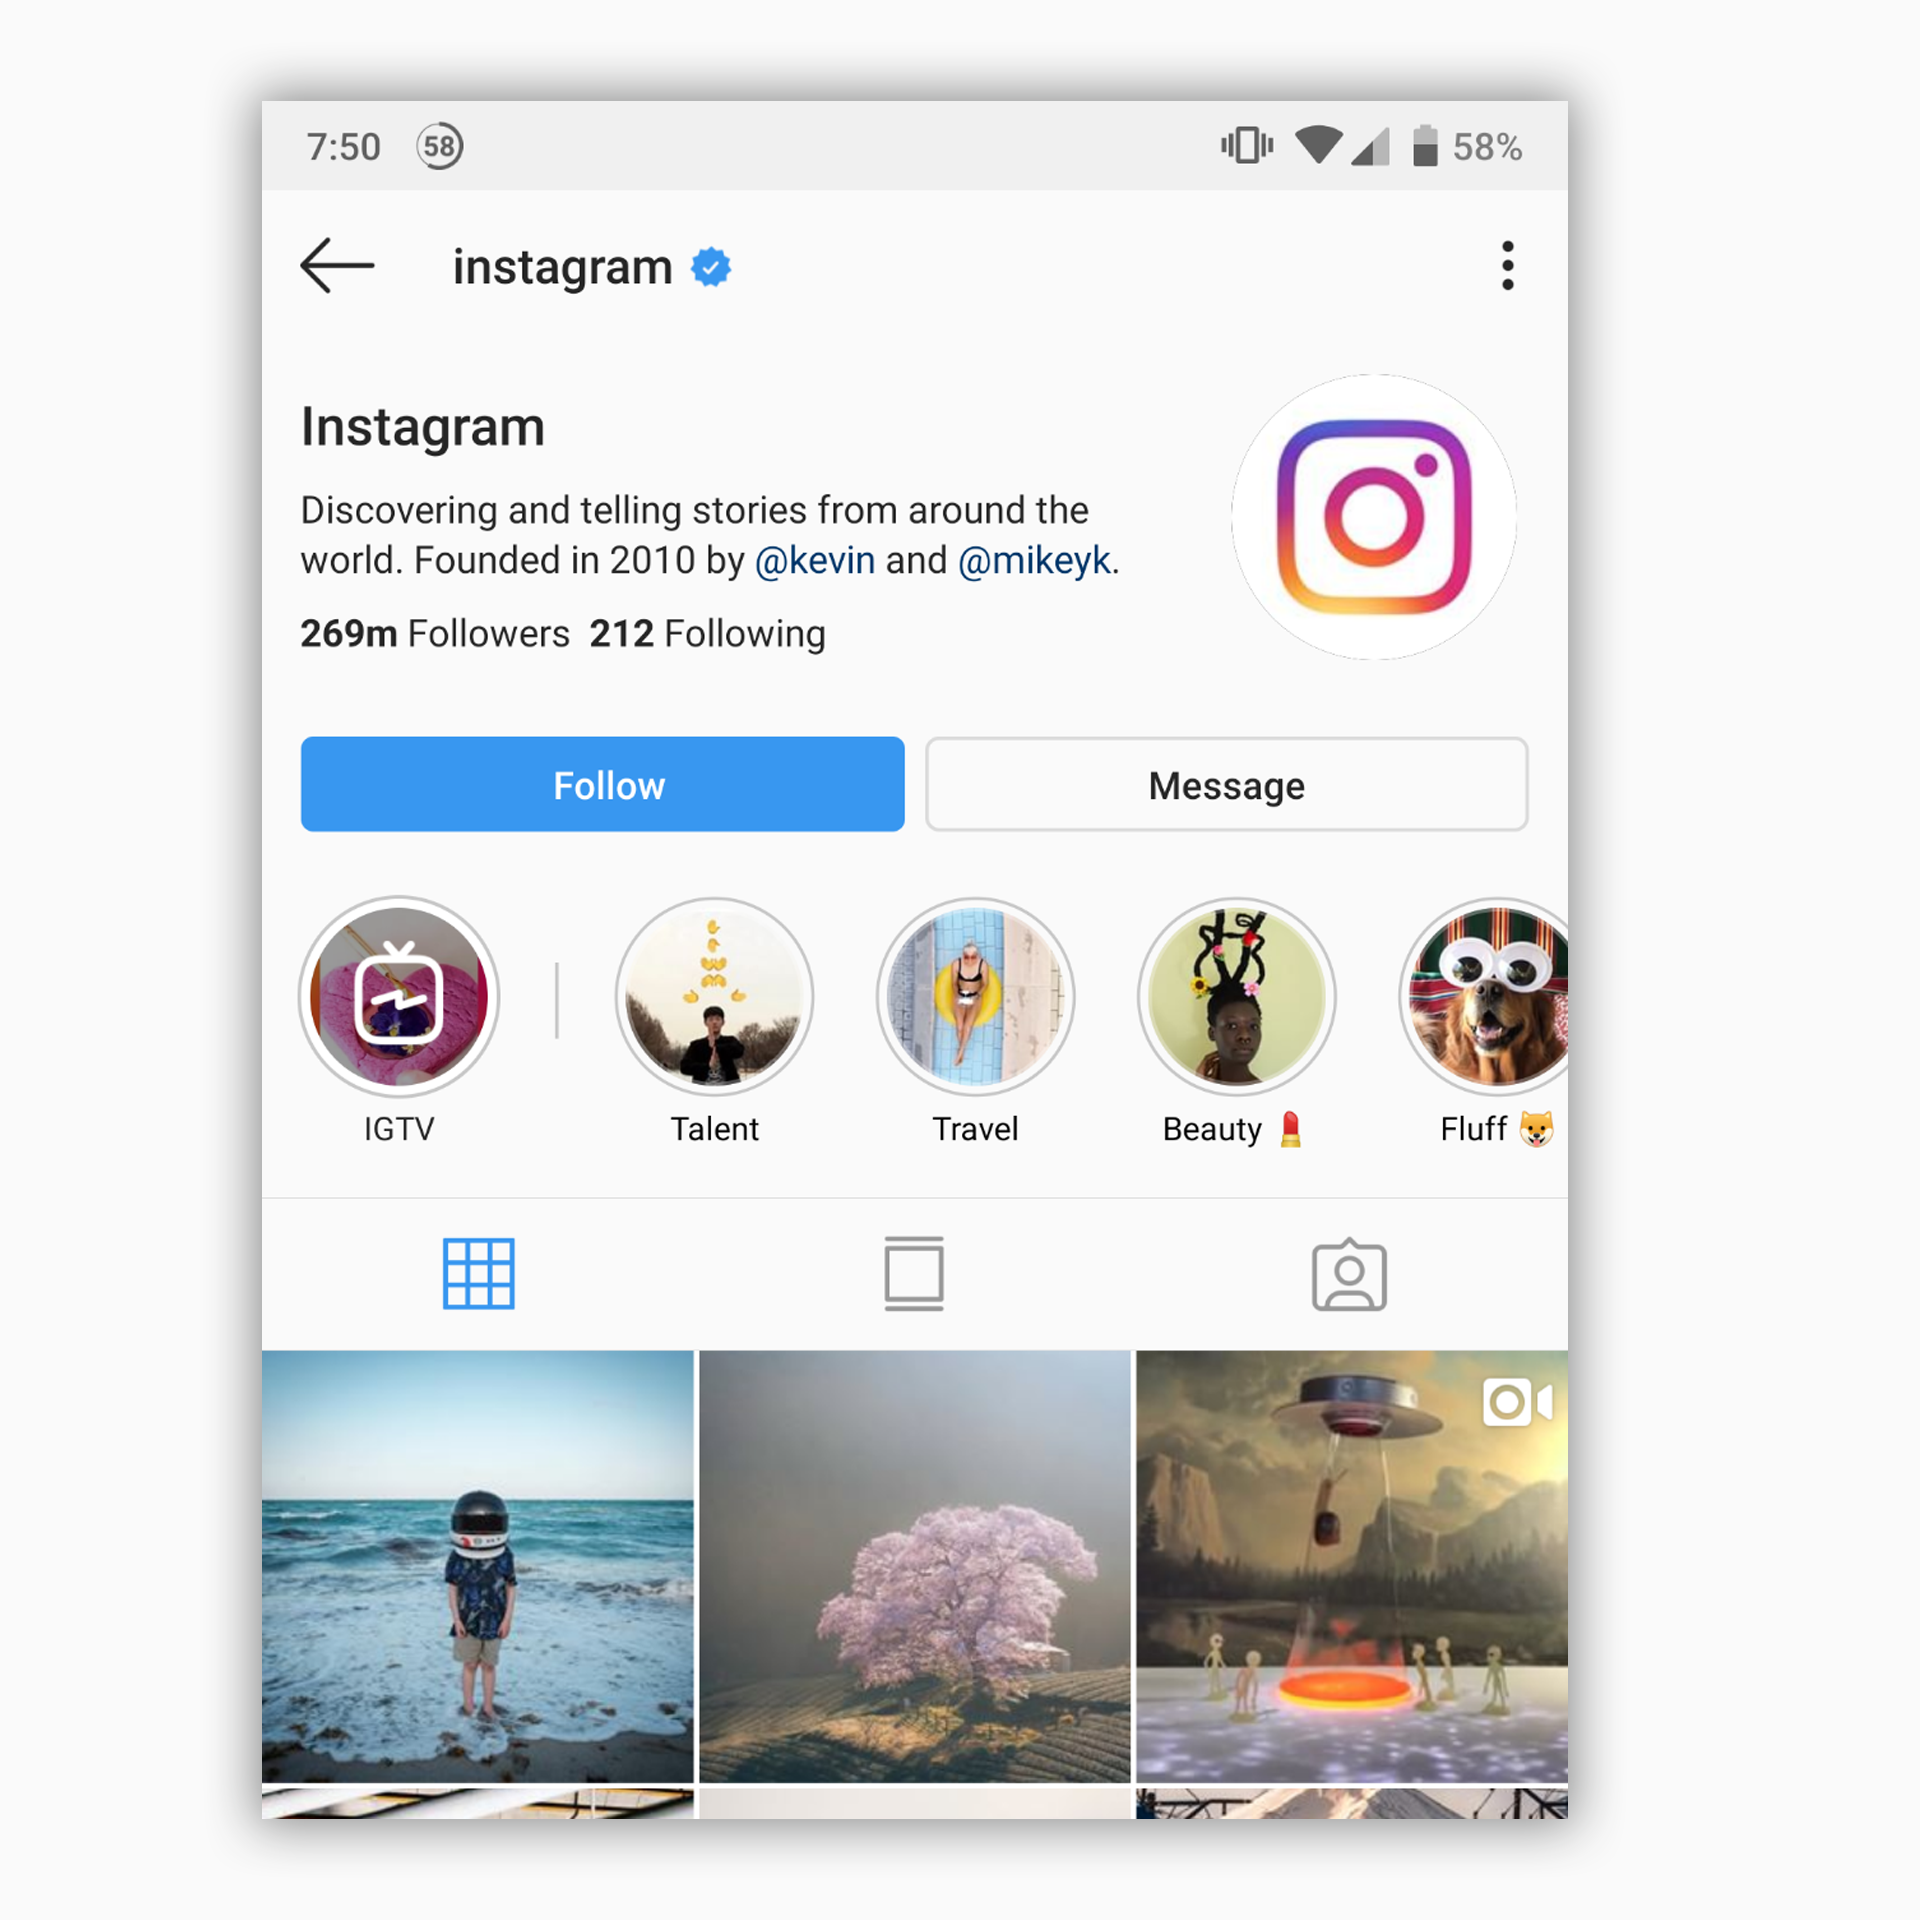 7:50 58 58%
instagram
Instagram
Discovering and telling stories from around the
world. Founded in 2010 by @kevin and @mikeyk.
269m Followers 212 Following
Follow Message
IGTV Talent Travel Beauty 💄 Fluff 🐶